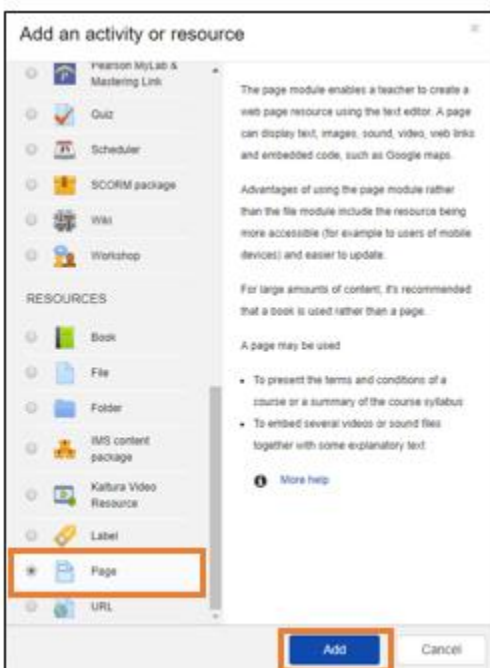 Add an activity or resource
Pearson MyLab &
Mastering Link
Quiz
Scheduler
SCORM package
Wiki
Workshop
RESOURCES
Book
File
Folder
IMS content
package
Kaltura Video
Resource
Label
Page
URL
The page module enables a teacher to create a
web page resource using the text editor. A page
can display text, images, sound, video, web links
and embedded code, such as Google maps.
Advantages of using the page module rather
than the file module include the resource being
more accessible (for example to users of mobile
devices) and easier to update.
For large amounts of content, it's recommended
that a book is used rather than a page.
A page may be used
• To present the terms and conditions of a
course or a summary of the course syllabus
• To embed several videos or sound files
together with some explanatory text
More help
Add
Cancel